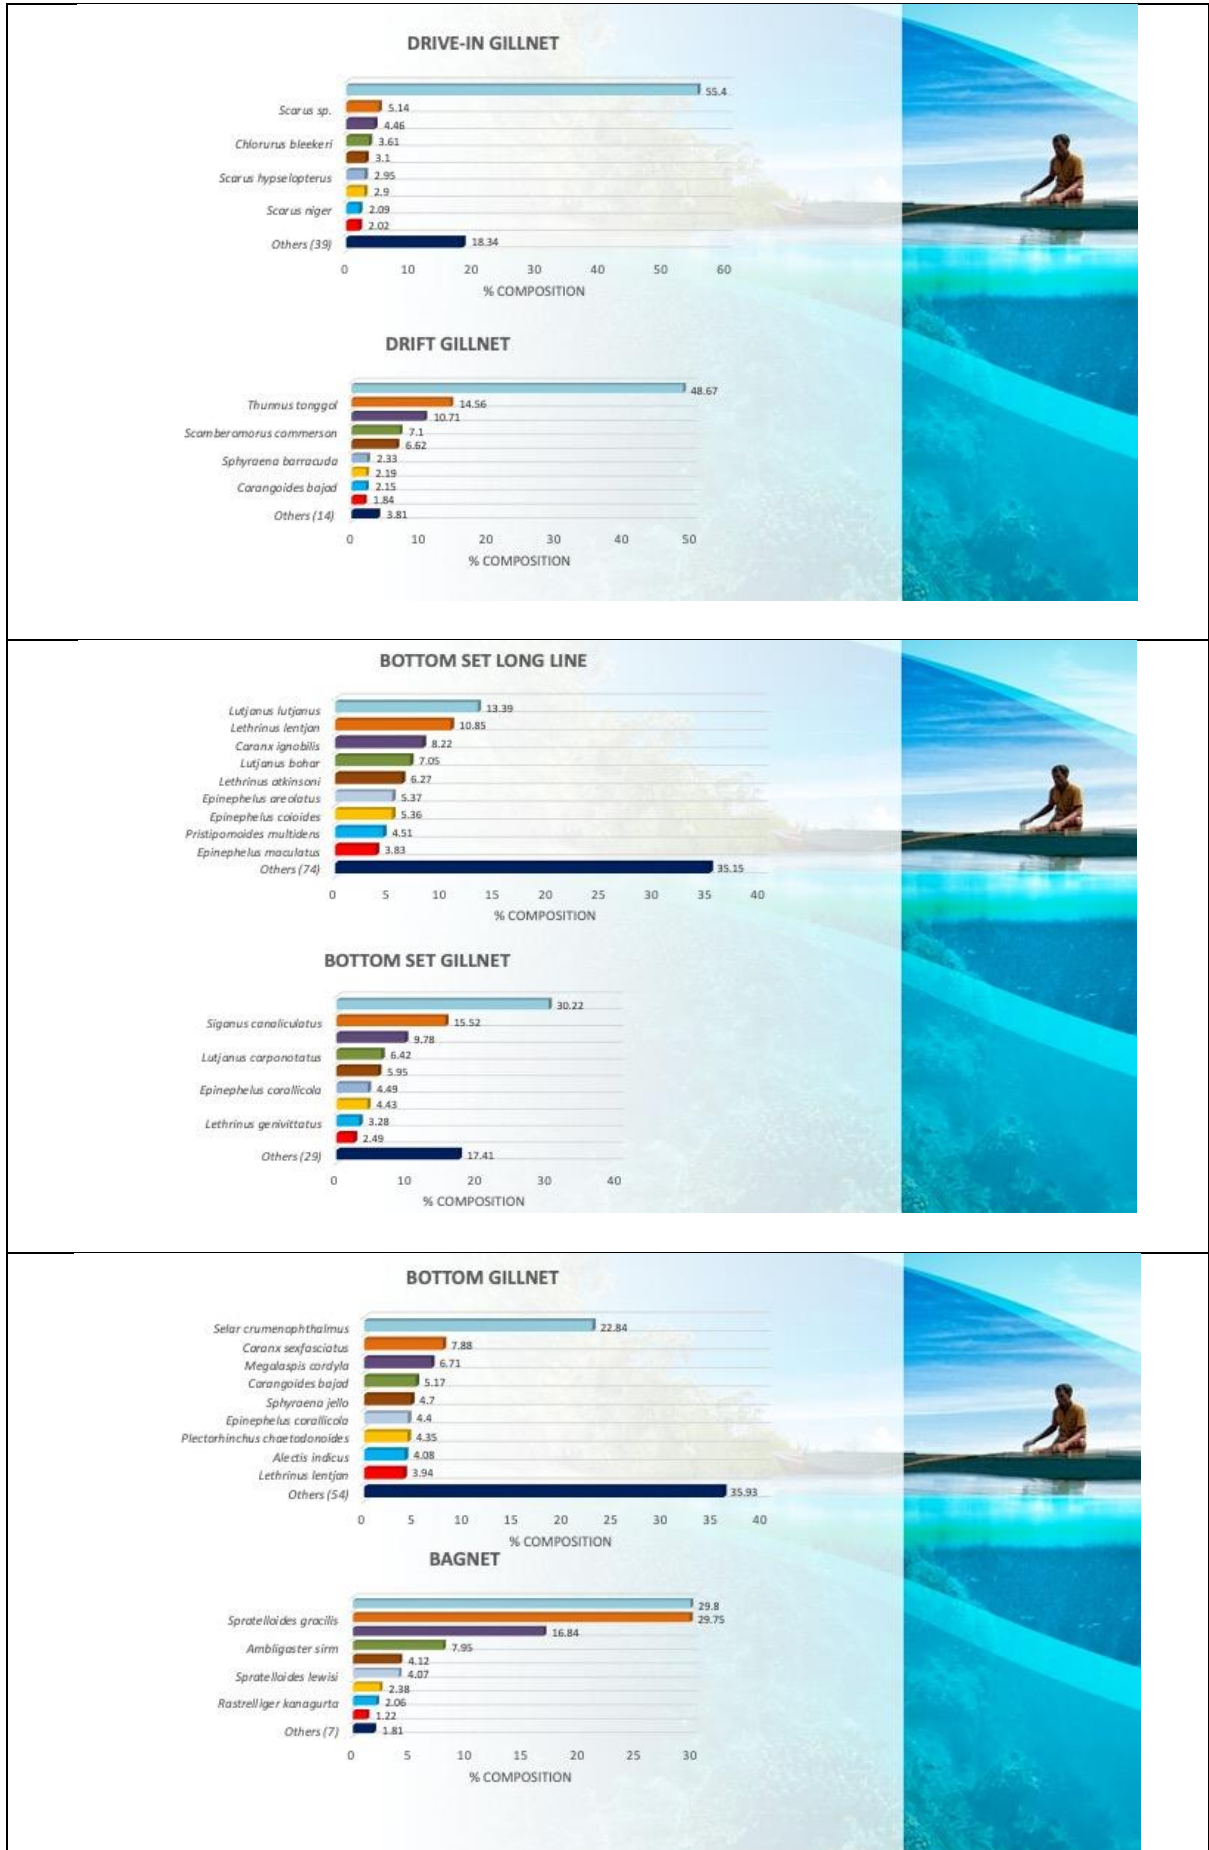 DRIVE-IN GILLNET
55.4
Scarus sp. 5.14
4.46
Chlorurus bleekeri 3.61
3.1
Scarus hypselopterus 2.95
2.9
Scarus niger 2.09
2.02
Others (39) 18.34
0 10 20 30 40 50 60
% COMPOSITION
DRIFT GILLNET
48.67
Thunnus tonggol 14.56
10.71
Scomberomorus commerson 7.1
6.62
Sphyraena barracuda 2.33
2.19
Carangoides bajad 2.15
1.84
Others (14) 3.81
0 10 20 30 40 50
% COMPOSITION
BOTTOM SET LONG LINE
Lutjanus lutjanus 13.39
Lethrinus lentjan 10.85
Caranx ignobilis 8.22
Lutjanus bohar 7.05
Lethrinus atkinsoni 6.27
Epinephelus areolatus 5.37
Epinephelus coioides 5.36
Pristipomoides multidens 4.51
Epinephelus maculatus 3.83
Others (74) 35.15
0 5 10 15 20 25 30 35 40
% COMPOSITION
BOTTOM SET GILLNET
30.22
Siganus canaliculatus 15.52
9.78
Lutjanus carponotatus 6.42
5.95
Epinephelus corallicola 4.49
4.43
Lethrinus genivittatus 3.28
2.49
Others (29) 17.41
0 10 20 30 40
% COMPOSITION
BOTTOM GILLNET
Selar crumenophthalmus 22.84
Caranx sexfasciatus 7.88
Megalaspis cordyla 6.71
Carangoides bajad 5.17
Sphyraena jello 4.7
Epinephelus corallicola 4.4
Plectorhinchus chaetodonoides 4.35
Alectis indicus 4.08
Lethrinus lentjan 3.94
Others (54) 35.93
0 5 10 15 20 25 30 35 40
% COMPOSITION
BAGNET
29.8
Spratelloides gracilis 29.75
16.84
Ambligaster sirm 7.95
4.12
Spratelloides lewisi 4.07
2.38
Rastrelliger kanagurta 2.06
1.22
Others (7) 1.81
0 5 10 15 20 25 30
% COMPOSITION